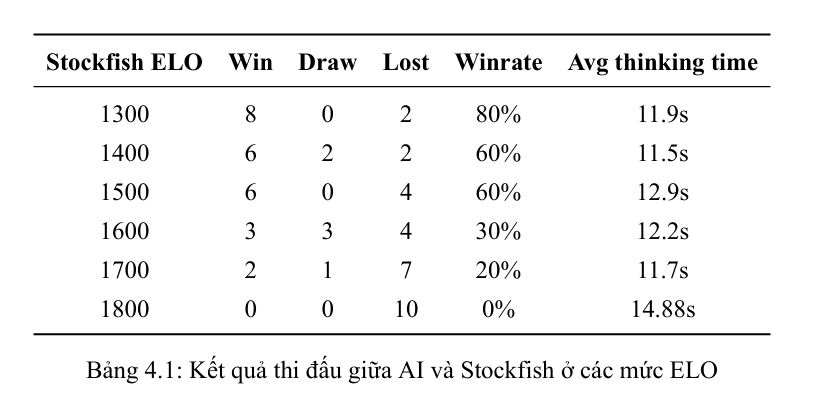 Stockfish ELO Win Draw Lost Winrate Avg thinking time
1300 8 0 2 80% 11.9s
1400 6 2 2 60% 11.5s
1500 6 0 4 60% 12.9s
1600 3 3 4 30% 12.2s
1700 2 1 7 20% 11.7s
1800 0 0 10 0% 14.88s
Bảng 4.1: Kết quả thi đấu giữa AI và Stockfish ở các mức ELO